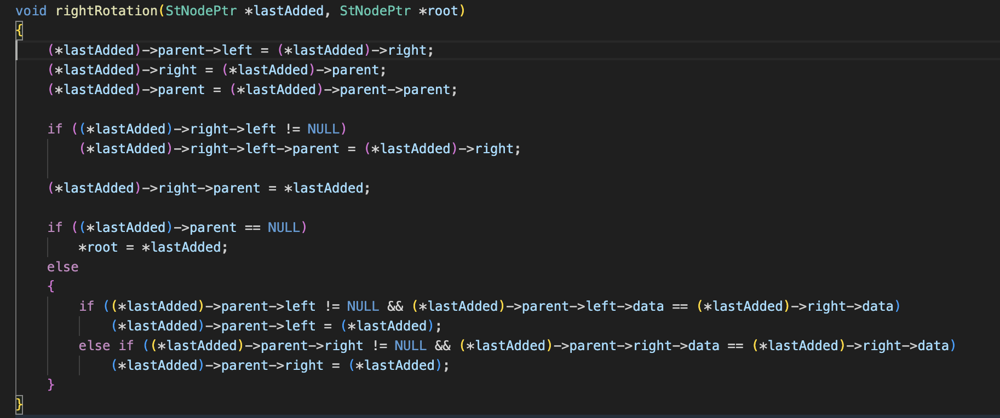 void rightRotation(StNodePtr *lastAdded, StNodePtr *root)
{
    (*lastAdded)->parent->left = (*lastAdded)->right;
    (*lastAdded)->right = (*lastAdded)->parent;
    (*lastAdded)->parent = (*lastAdded)->parent->parent;

    if ((*lastAdded)->right->left != NULL)
        (*lastAdded)->right->left->parent = (*lastAdded)->right;

    (*lastAdded)->right->parent = *lastAdded;

    if ((*lastAdded)->parent == NULL)
        *root = *lastAdded;
    else
    {
        if ((*lastAdded)->parent->left != NULL && (*lastAdded)->parent->left->data == (*lastAdded)->right->data)
            (*lastAdded)->parent->left = (*lastAdded);
        else if ((*lastAdded)->parent->right != NULL && (*lastAdded)->parent->right->data == (*lastAdded)->right->data)
            (*lastAdded)->parent->right = (*lastAdded);
    }
}